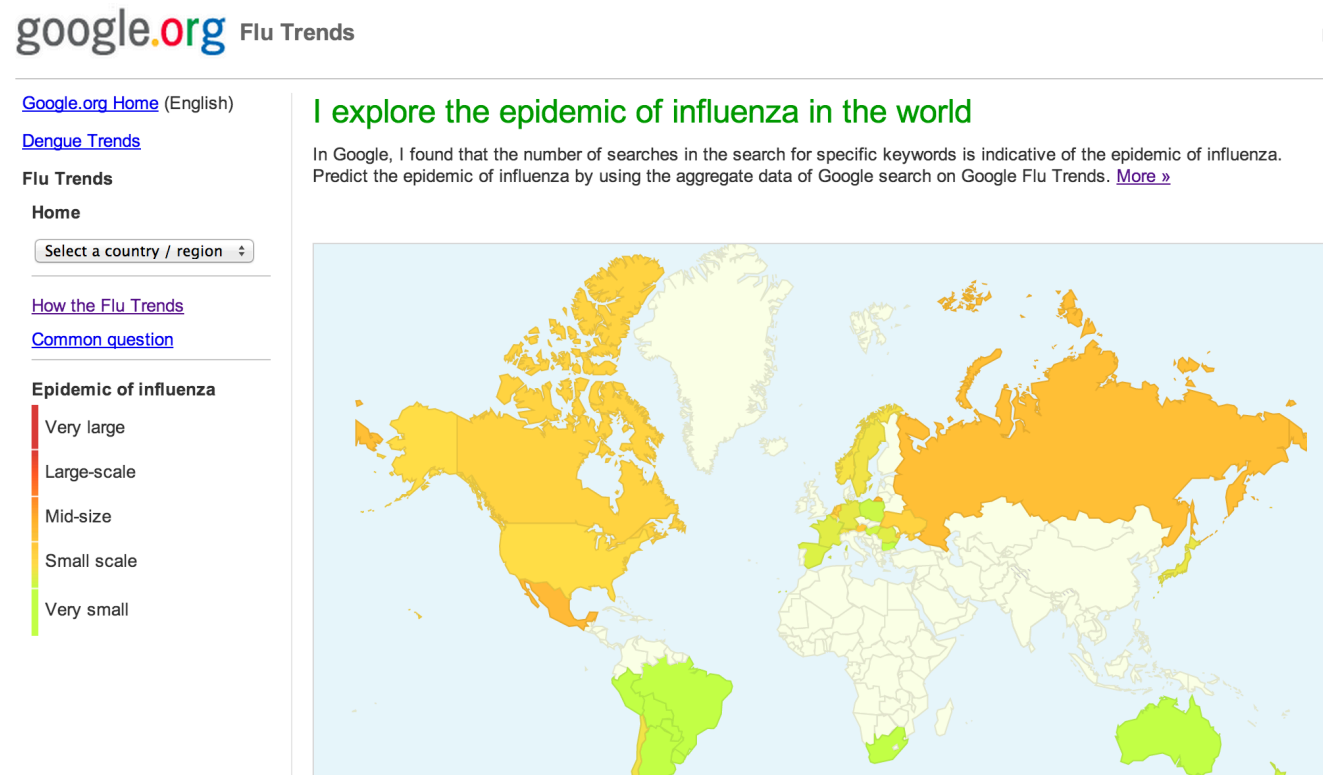 google.org Flu Trends
Google.org Home (English)
Dengue Trends
Flu Trends
Home
Select a country / region
How the Flu Trends
Common question
Epidemic of influenza
Very large
Large-scale
Mid-size
Small scale
Very small
I explore the epidemic of influenza in the world
In Google, I found that the number of searches in the search for specific keywords is indicative of the epidemic of influenza.
Predict the epidemic of influenza by using the aggregate data of Google search on Google Flu Trends. More »